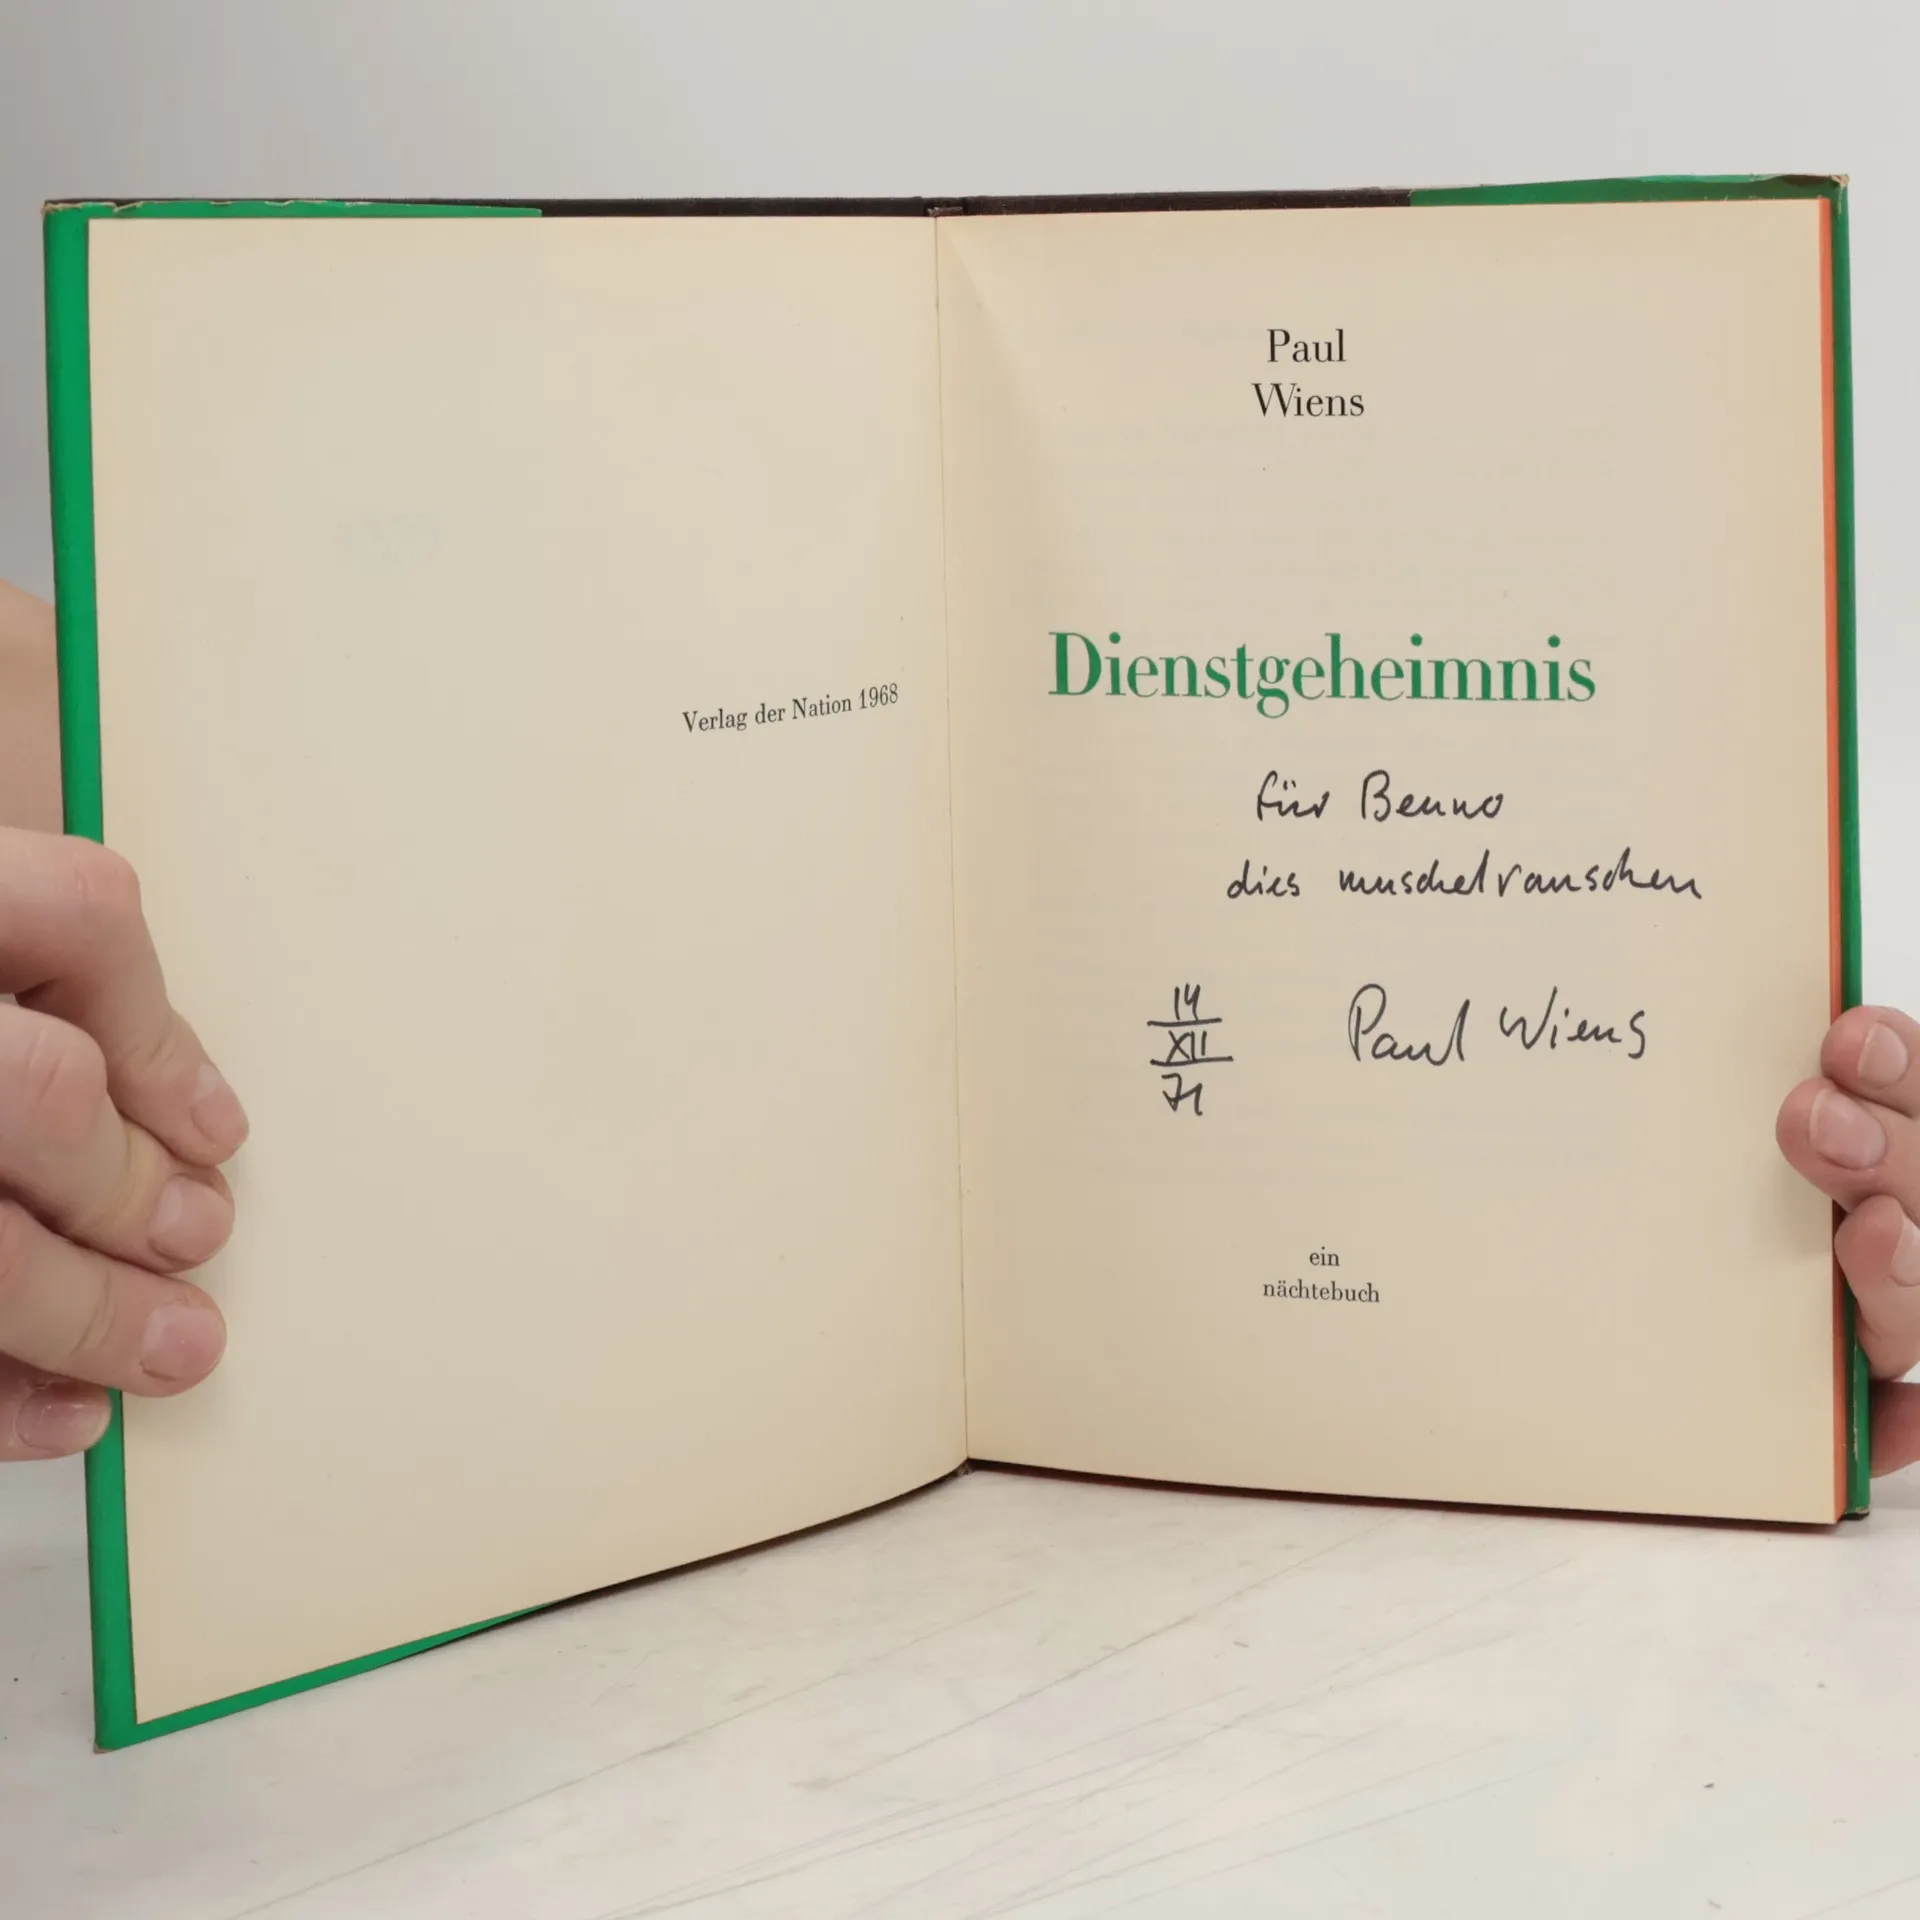 Verlag der Nation 1968
Paul
Wiens
Dienstgeheimnis
für Benno
dies muschelrauschen
14
XII
71
Paul Wiens
ein
nächtebuch